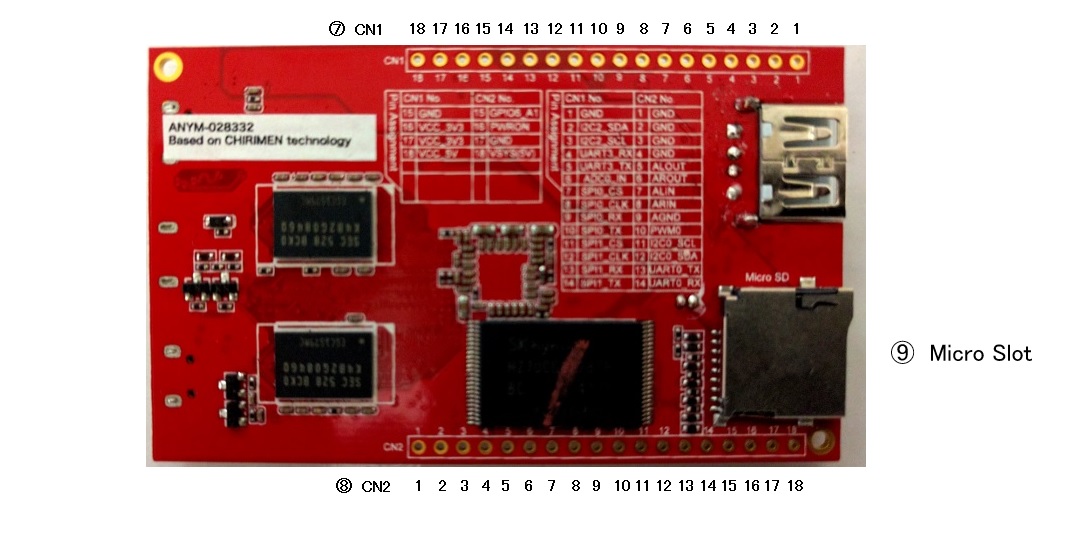 ⑦ CN1 18 17 16 15 14 13 12 11 10 9 8 7 6 5 4 3 2 1
CN1
18 17 16 15 14 13 12 11 10 9 8 7 6 5 4 3 2 1
ANYM-028332
Based on CHIRIMEN technology
Pin Assignment
CN1 No. CN2 No.
15 GND 15 GPIO6_A1
16 VCC_3V3 16 PWRON
17 VCC_3V3 17 GND
18 VCC_5V 18 VSYS(5V)
Pin Assignment
CN1 No. CN2 No.
1 GND 1 GND
2 I2C2_SDA 2 GND
3 I2C2_SCL 3 GND
4 UART3_RX 4 GND
5 UART3_TX 5 ALOUT
6 ADC0_IN 6 AROUT
7 SPI0_CS 7 ALIN
8 SPI0_CLK 8 ARIN
9 SPI0_RX 9 AGND
10 SPI0_TX 10 PWM0
11 SPI1_CS 11 I2C0_SCL
12 SPI1_CLK 12 I2C0_SDA
13 SPI1_RX 13 UART0_TX
14 SPI1_TX 14 UART0_RX
SEC 528 BCK0
K4B2G0846Q
Micro SD
SEC 528 BCK0
K4B2G0846Q
⑨ Micro Slot
1 2 3 4 5 6 7 8 9 10 11 12 14 15 16 17 18
CN2
⑧ CN2 1 2 3 4 5 6 7 8 9 10 11 12 13 14 15 16 17 18